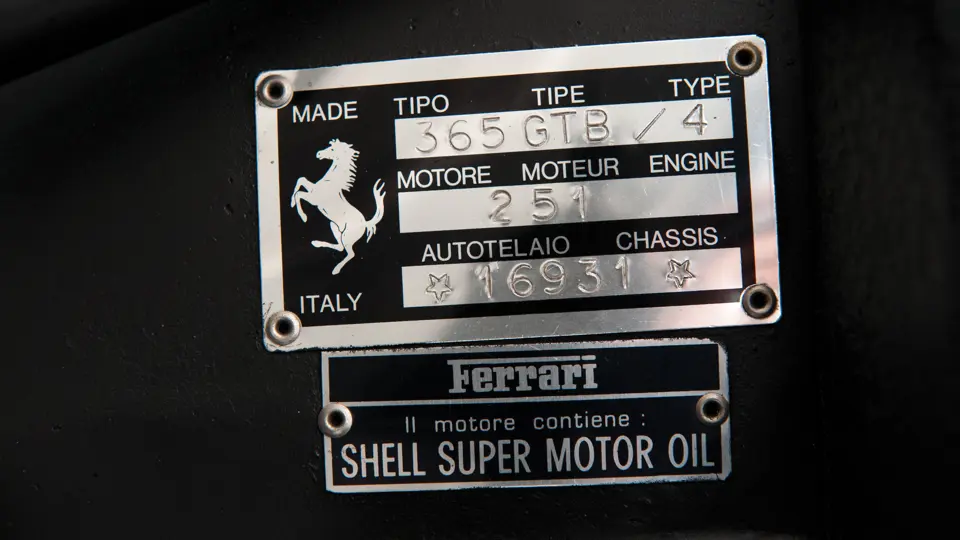 MADE
ITALY
TIPO TIPE TYPE
365 GTB / 4
MOTORE MOTEUR ENGINE
251
AUTOTELAIO CHASSIS
☆ 16931 ☆
Ferrari
Il motore contiene :
SHELL SUPER MOTOR OIL